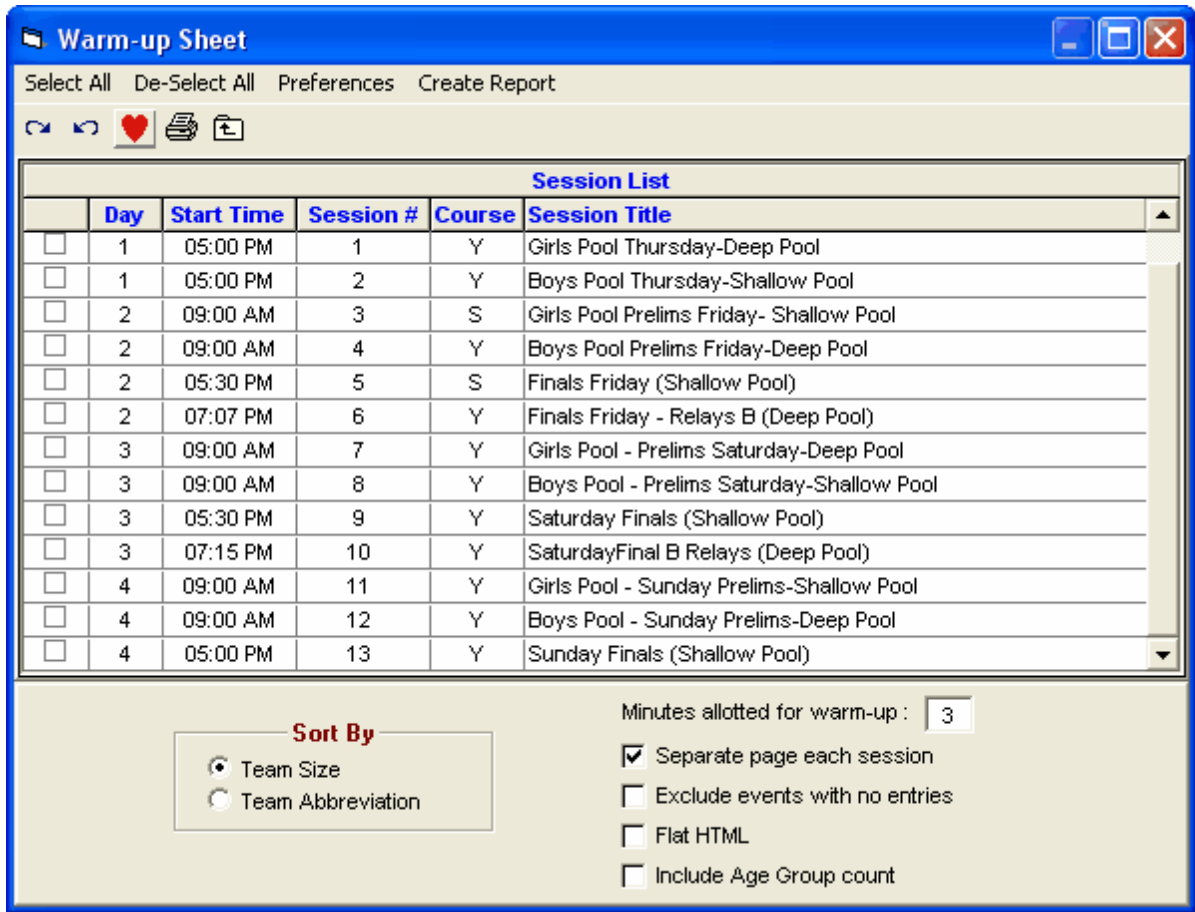 Warm-up Sheet
Select All De-Select All Preferences Create Report
Session List
Day Start Time Session # Course Session Title
1 05:00 PM 1 Y Girls Pool Thursday-Deep Pool
1 05:00 PM 2 Y Boys Pool Thursday-Shallow Pool
2 09:00 AM 3 S Girls Pool Prelims Friday- Shallow Pool
2 09:00 AM 4 Y Boys Pool Prelims Friday-Deep Pool
2 05:30 PM 5 S Finals Friday (Shallow Pool)
2 07:07 PM 6 Y Finals Friday - Relays B (Deep Pool)
3 09:00 AM 7 Y Girls Pool - Prelims Saturday-Deep Pool
3 09:00 AM 8 Y Boys Pool - Prelims Saturday-Shallow Pool
3 05:30 PM 9 Y Saturday Finals (Shallow Pool)
3 07:15 PM 10 Y SaturdayFinal B Relays (Deep Pool)
4 09:00 AM 11 Y Girls Pool - Sunday Prelims-Shallow Pool
4 09:00 AM 12 Y Boys Pool - Sunday Prelims-Deep Pool
4 05:00 PM 13 Y Sunday Finals (Shallow Pool)
Sort By
Team Size
Team Abbreviation
Minutes allotted for warm-up : 3
Separate page each session
Exclude events with no entries
Flat HTML
Include Age Group count